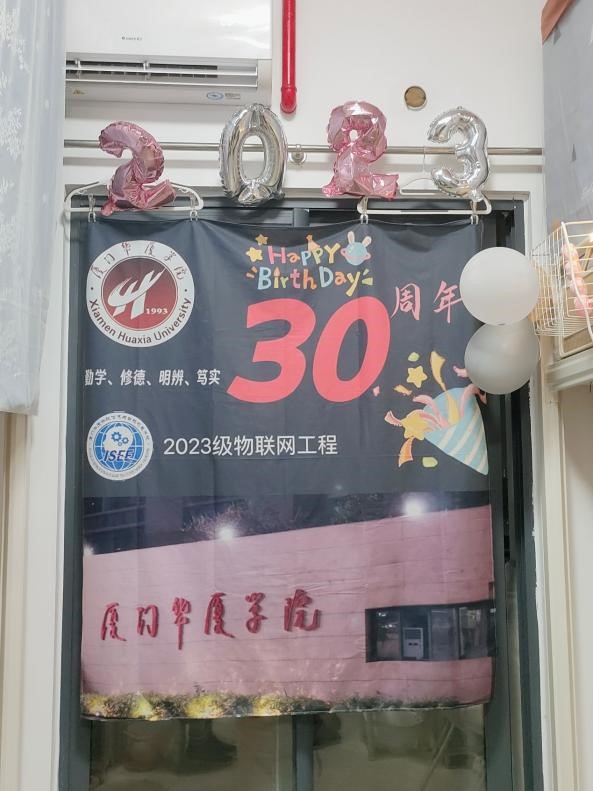 2023
厦门华厦学院
1993
Xiamen Huaxia University
Happy
Birth Day
30周年
勤学、修德、明辨、笃实
ISEE
2023级物联网工程
厦门华厦学院